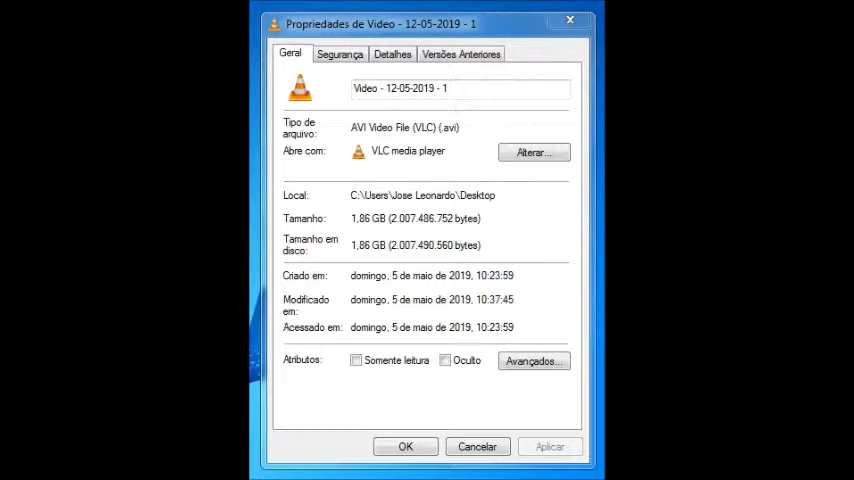 Propriedades de Video - 12-05-2019 - 1
Geral Segurança Detalhes Versões Anteriores
Video - 12-05-2019 - 1
Tipo de arquivo: AVI Video File (VLC) (.avi)
Abre com: VLC media player Alterar...
Local: C:\Users\Jose Leonardo\Desktop
Tamanho: 1,86 GB (2.007.486.752 bytes)
Tamanho em disco: 1,86 GB (2.007.490.560 bytes)
Criado em: domingo, 5 de maio de 2019, 10:23:59
Modificado em: domingo, 5 de maio de 2019, 10:37:45
Acessado em: domingo, 5 de maio de 2019, 10:23:59
Atributos: Somente leitura Oculto Avançados...
OK Cancelar Aplicar